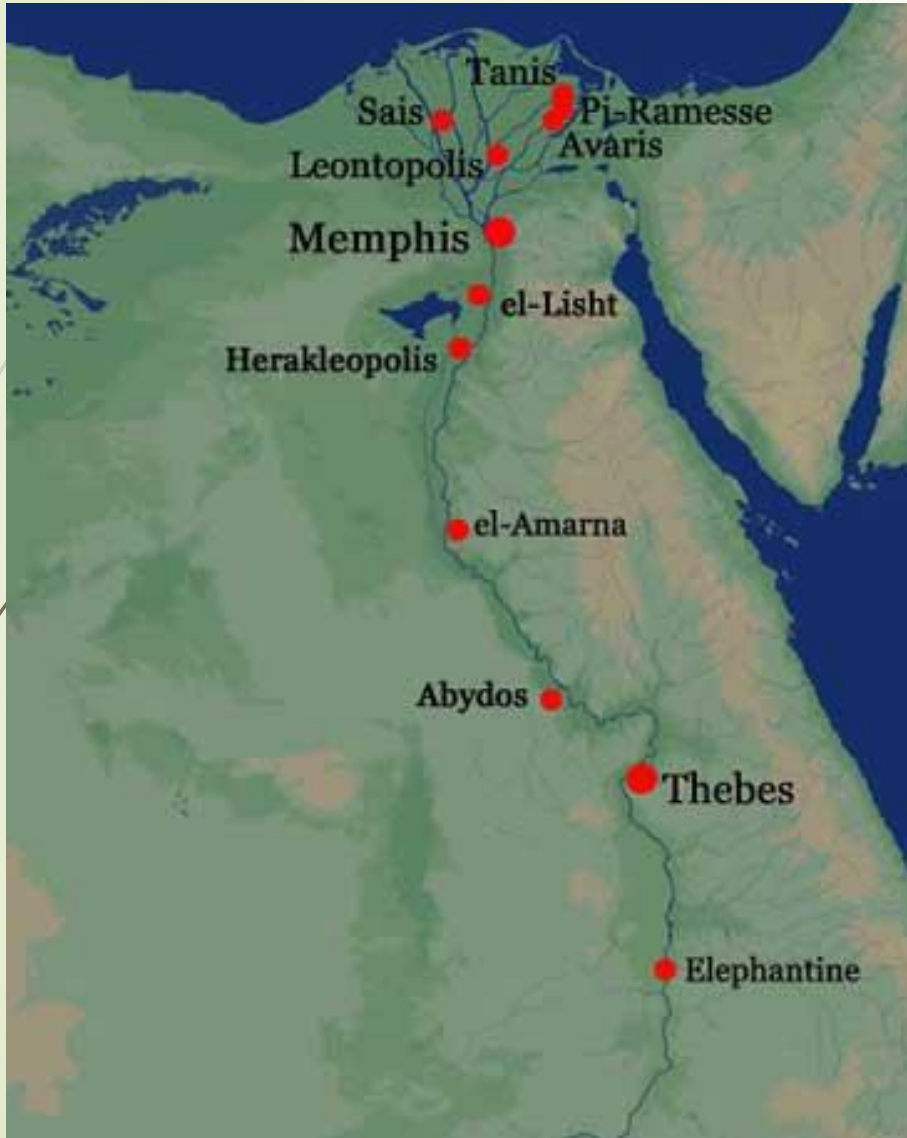 Tanis
Sais
Pi-Ramesse
Avaris
Leontopolis
Memphis
el-Lisht
Herakleopolis
el-Amarna
Abydos
Thebes
Elephantine